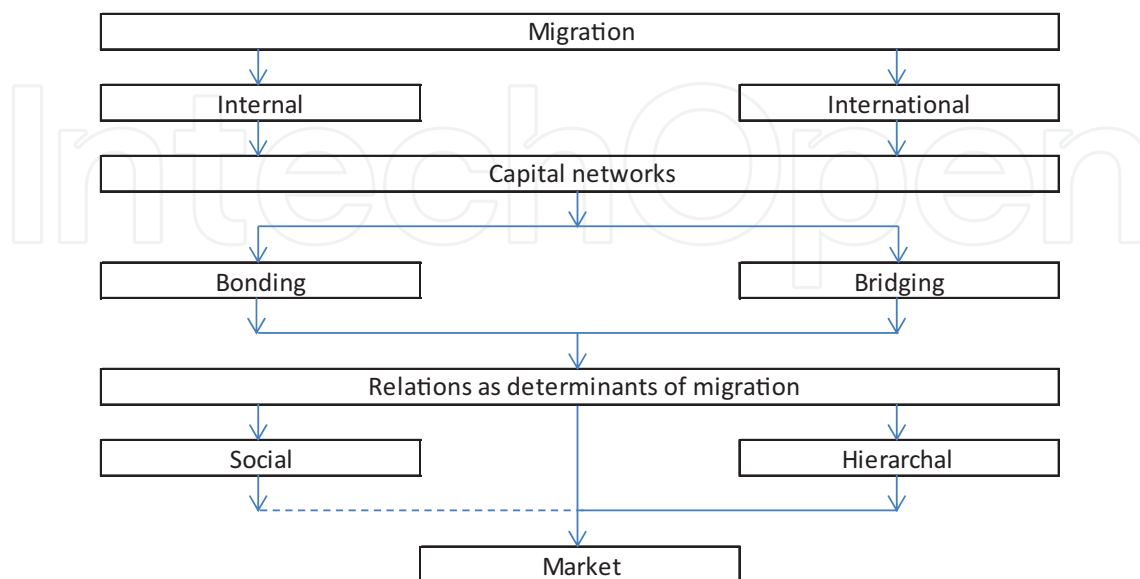 Migration
Internal
International
IntechOpen
Capital networks
Bonding
Bridging
Relations as determinants of migration
Social
Hierarchal
Market